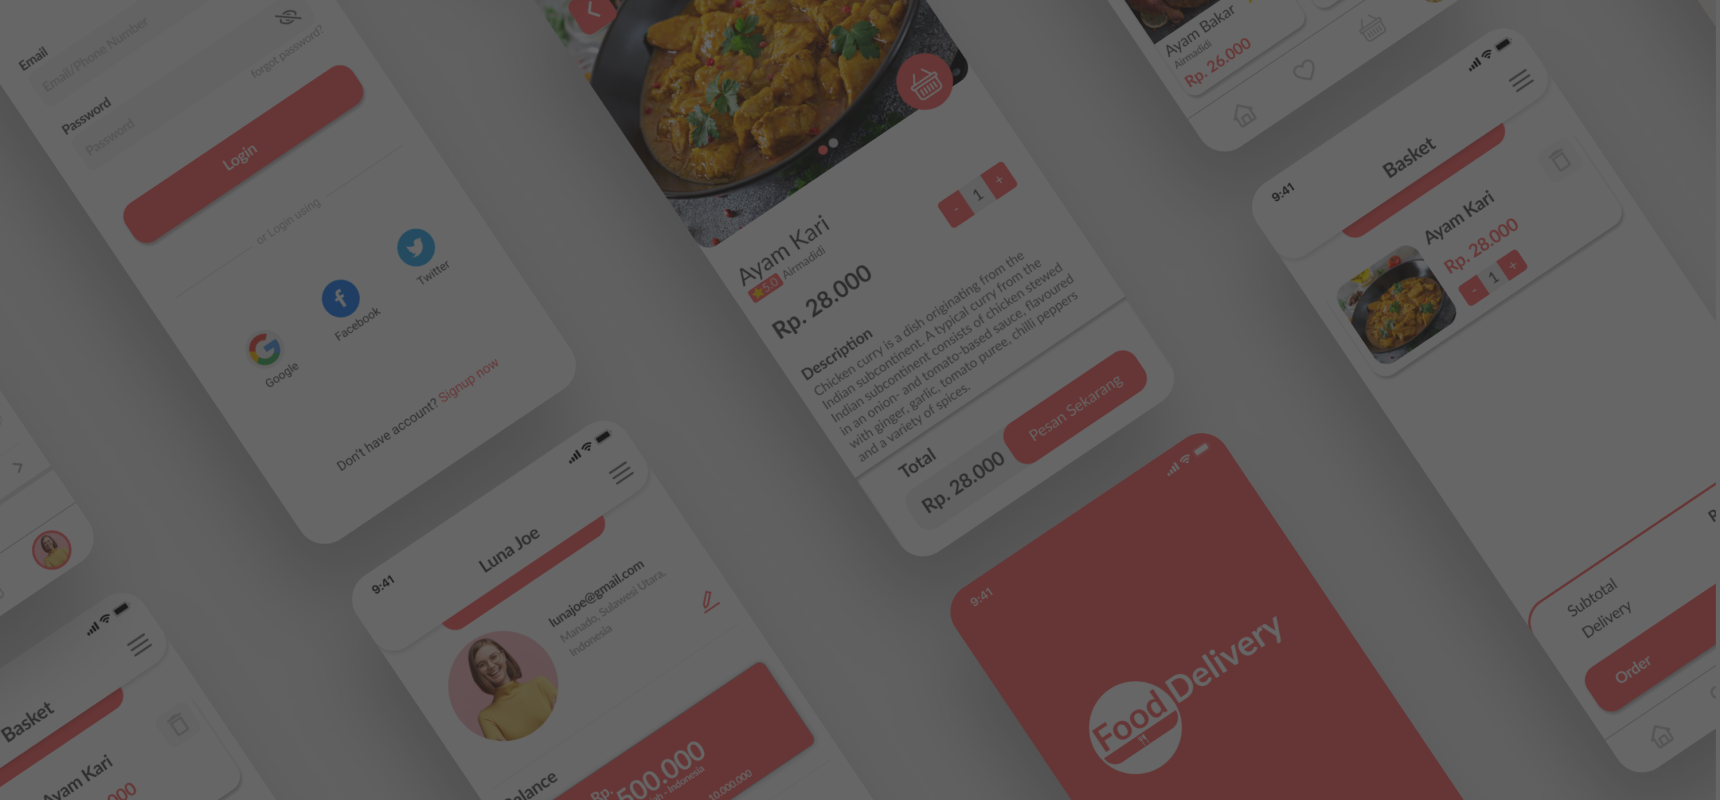 Email
Email/Phone Number
Password
Password
forgot password?
Login
or Login using
Google
Facebook
Twitter
Don't have account? Signup now
Ayam Kari
5.0 Airmadidi
Rp. 28.000
- 1 +
Description
Chicken curry is a dish originating from the
Indian subcontinent. A typical curry from the
Indian subcontinent consists of chicken stewed
in an onion- and tomato-based sauce, flavoured
with ginger, garlic, tomato puree, chilli peppers
and a variety of spices.
Total
Rp. 28.000
Pesan Sekarang
Ayam Bakar
Airmadidi
Rp. 26.000
9:41
Basket
Ayam Kari
Rp. 28.000
- 1 +
Subtotal
Delivery
Order
9:41
Luna Joe
lunajoe@gmail.com
Manado, Sulawesi Utara,
Indonesia
Rp.
500.000
Indonesia
10.000.000
9:41
Food Delivery
Basket
Ayam Kari